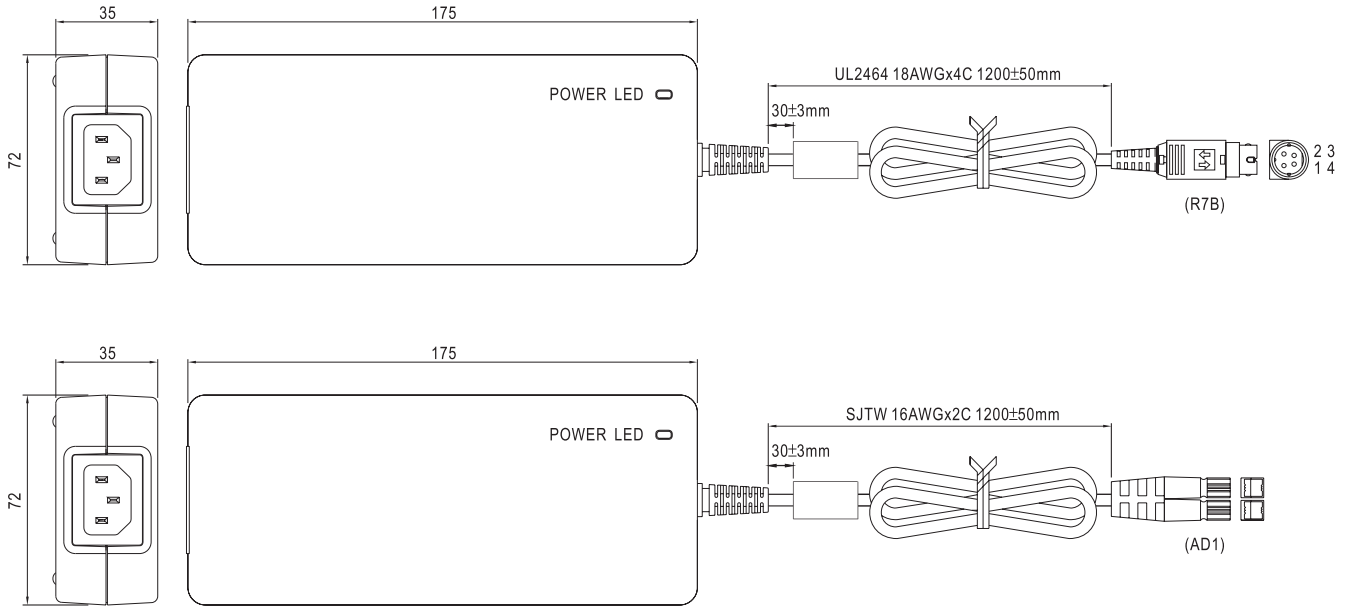 35
175
72
POWER LED
UL2464 18AWGx4C 1200±50mm
30±3mm
2 3
1 4
(R7B)
35
175
72
POWER LED
SJTW 16AWGx2C 1200±50mm
30±3mm
(AD1)